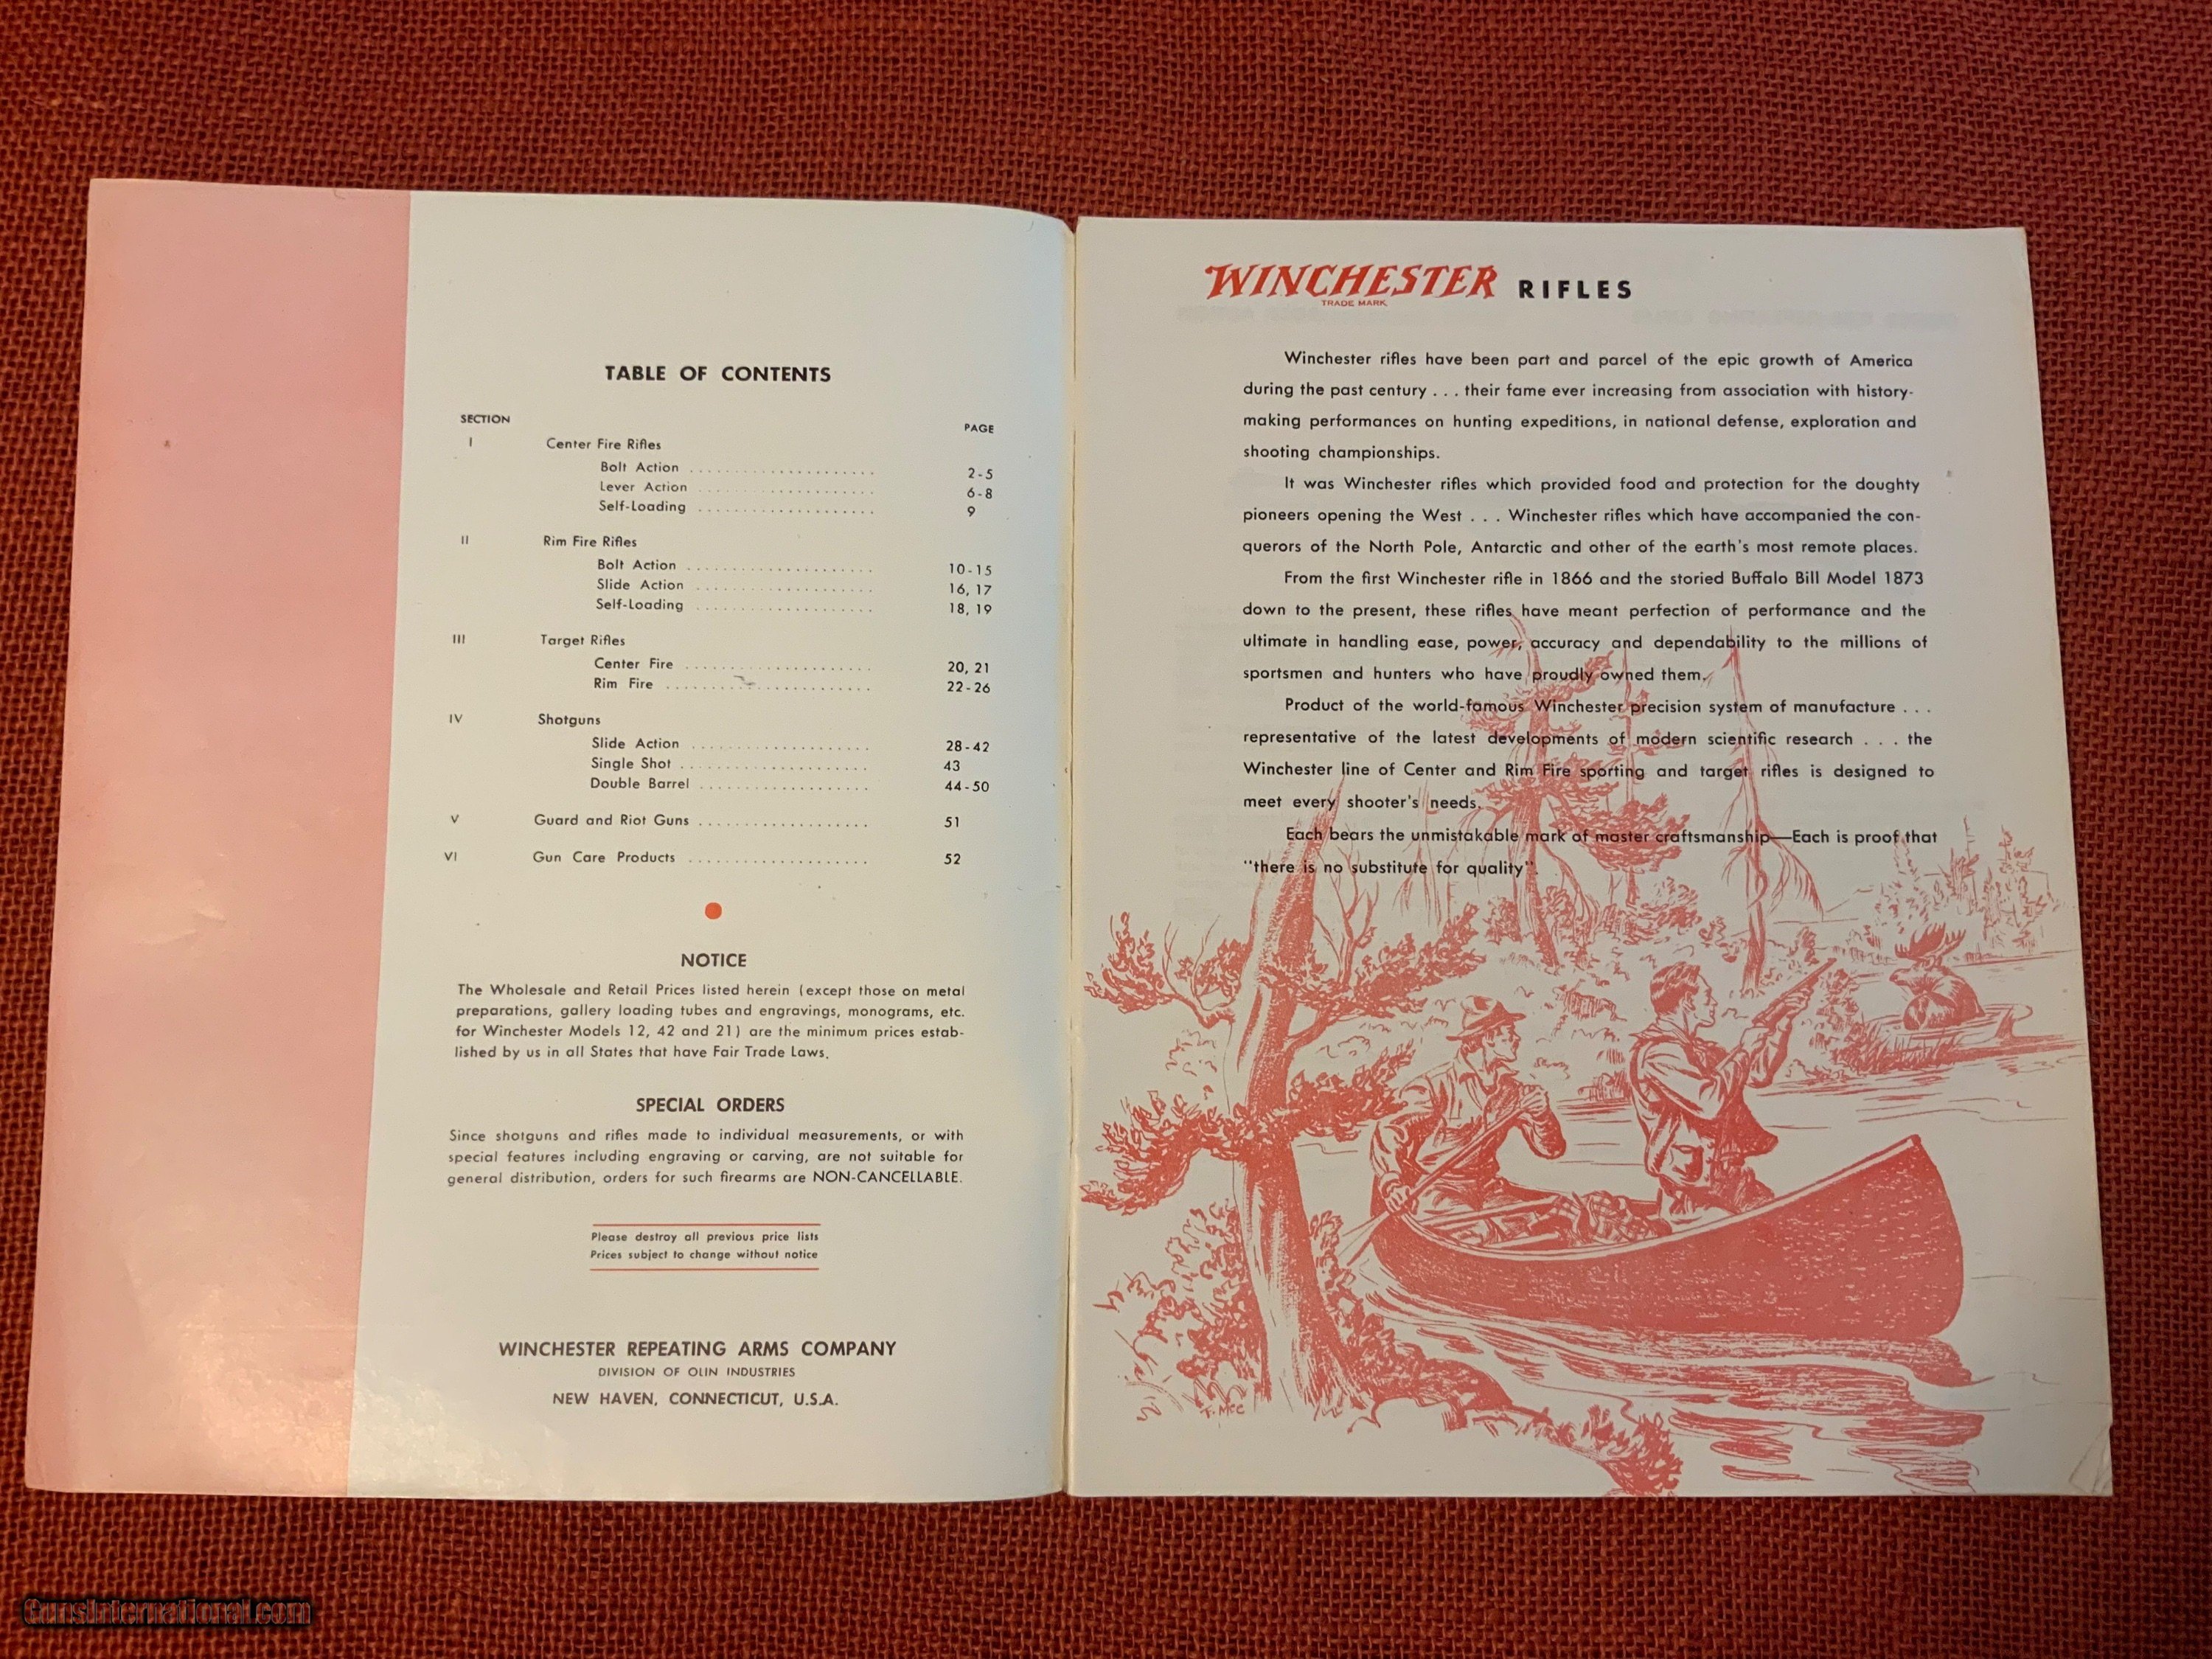 TABLE OF CONTENTS
SECTION PAGE
I Center Fire Rifles
Bolt Action ..................... 2-5
Lever Action .................... 6-8
Self-Loading .................... 9
II Rim Fire Rifles
Bolt Action ..................... 10-15
Slide Action .................... 16, 17
Self-Loading .................... 18, 19
III Target Rifles
Center Fire ..................... 20, 21
Rim Fire ........................ 22-26
IV Shotguns
Slide Action .................... 28-42
Single Shot ..................... 43
Double Barrel ................... 44-50
V Guard and Riot Guns ................... 51
VI Gun Care Products .................... 52
NOTICE
The Wholesale and Retail Prices listed herein (except those on metal
preparations, gallery loading tubes and engravings, monograms, etc.
for Winchester Models 12, 42 and 21) are the minimum prices estab-
lished by us in all States that have Fair Trade Laws.
SPECIAL ORDERS
Since shotguns and rifles made to individual measurements, or with
special features including engraving or carving, are not suitable for
general distribution, orders for such firearms are NON-CANCELLABLE.
Please destroy all previous price lists
Prices subject to change without notice
WINCHESTER REPEATING ARMS COMPANY
DIVISION OF OLIN INDUSTRIES
NEW HAVEN, CONNECTICUT, U.S.A.
WINCHESTER RIFLES
TRADE MARK
Winchester rifles have been part and parcel of the epic growth of America
during the past century . . . their fame ever increasing from association with history-
making performances on hunting expeditions, in national defense, exploration and
shooting championships.
It was Winchester rifles which provided food and protection for the doughty
pioneers opening the West . . . Winchester rifles which have accompanied the con-
querors of the North Pole, Antarctic and other of the earth's most remote places.
From the first Winchester rifle in 1866 and the storied Buffalo Bill Model 1873
down to the present, these rifles have meant perfection of performance and the
ultimate in handling ease, power, accuracy and dependability to the millions of
sportsmen and hunters who have proudly owned them.
Product of the world-famous Winchester precision system of manufacture . . .
representative of the latest developments of modern scientific research . . . the
Winchester line of Center and Rim Fire sporting and target rifles is designed to
meet every shooter's needs.
Each bears the unmistakable mark of master craftsmanship—Each is proof that
"there is no substitute for quality".
T. McC
GunsInternational.com